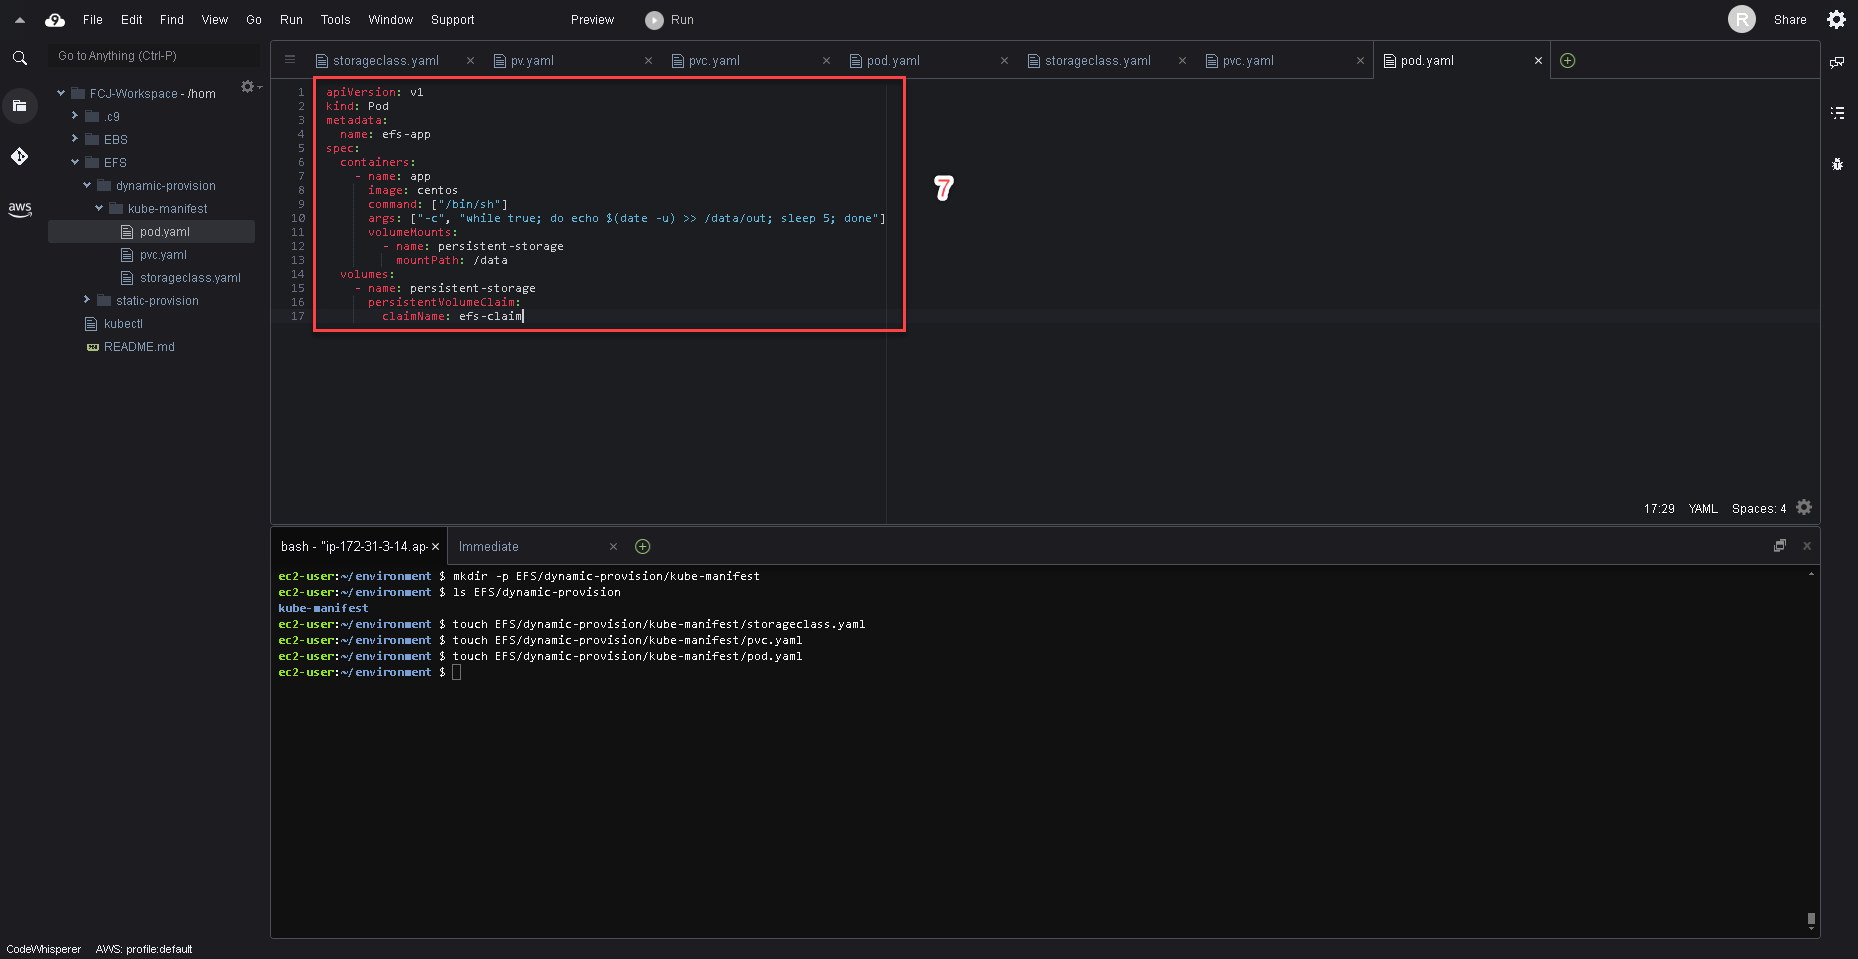 File Edit Find View Go Run Tools Window Support Preview Run R Share
Go to Anything (Ctrl-P)
storageclass.yaml pv.yaml pvc.yaml pod.yaml storageclass.yaml pvc.yaml pod.yaml
FCJ-Workspace - /hom
.c9
EBS
EFS
dynamic-provision
kube-manifest
pod.yaml
pvc.yaml
storageclass.yaml
static-provision
kubectl
README.md
aws
1 apiVersion: v1
2 kind: Pod
3 metadata:
4 name: efs-app
5 spec:
6 containers:
7 - name: app
8 image: centos
9 command: ["/bin/sh"]
10 args: ["-c", "while true; do echo $(date -u) >> /data/out; sleep 5; done"]
11 volumeMounts:
12 - name: persistent-storage
13 mountPath: /data
14 volumes:
15 - name: persistent-storage
16 persistentVolumeClaim:
17 claimName: efs-claim
7
17:29 YAML Spaces: 4
bash - "ip-172-31-3-14.ap- Immediate
ec2-user:~/environment $ mkdir -p EFS/dynamic-provision/kube-manifest
ec2-user:~/environment $ ls EFS/dynamic-provision
kube-manifest
ec2-user:~/environment $ touch EFS/dynamic-provision/kube-manifest/storageclass.yaml
ec2-user:~/environment $ touch EFS/dynamic-provision/kube-manifest/pvc.yaml
ec2-user:~/environment $ touch EFS/dynamic-provision/kube-manifest/pod.yaml
ec2-user:~/environment $
CodeWhisperer AWS: profile:default